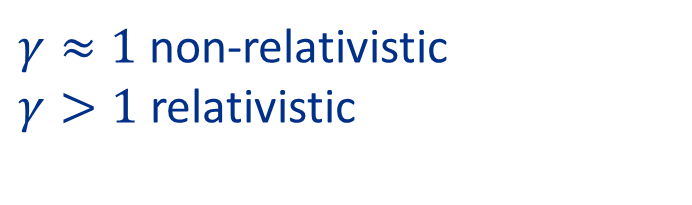 γ ≈ 1 non-relativistic
γ > 1 relativistic